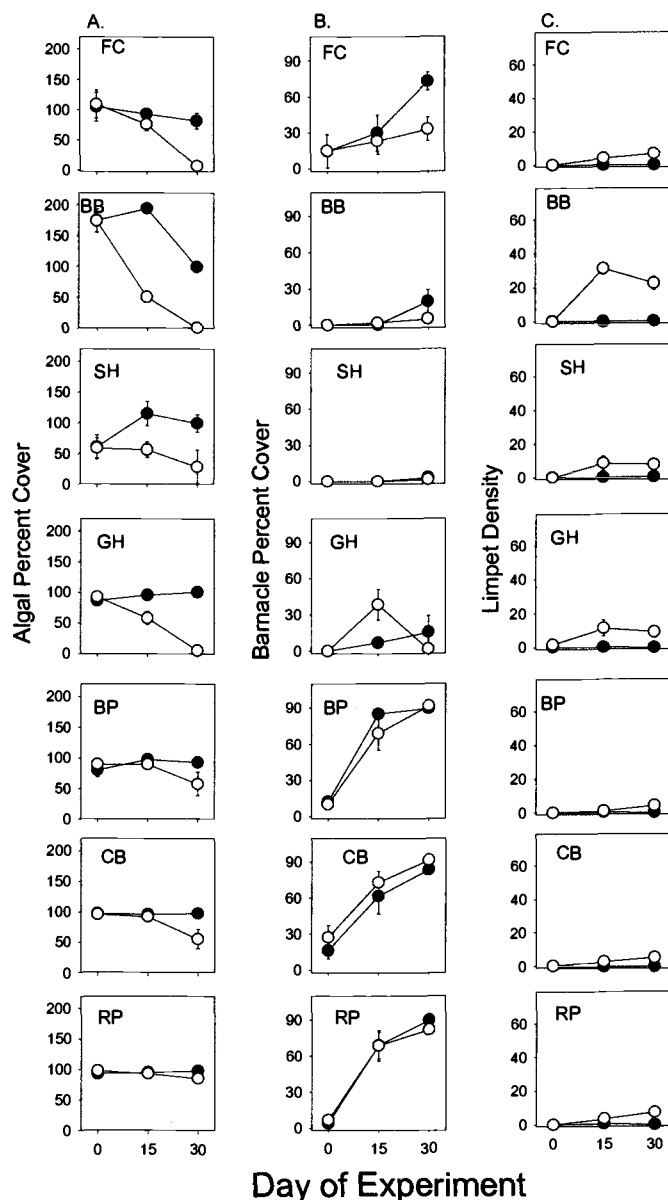 A. B. C.
FC FC FC
200 90 60
150 60 40
100 30 20
50 0 0
0
BB BB BB
200 90 60
150 60 40
100 30 20
50 0 0
0
SH SH SH
200 90 60
150 60 40
100 30 20
50 0 0
0
GH GH GH
200 90 60
150 60 40
100 30 20
50 0 0
0
BP BP BP
200 90 60
150 60 40
100 30 20
50 0 0
0
CB CB CB
200 90 60
150 60 40
100 30 20
50 0 0
0
RP RP RP
200 90 60
150 60 40
100 30 20
50 0 0
0
0 15 30 0 15 30 0 15 30
Algal Percent Cover
Barnacle Percent Cover
Limpet Density
Day of Experiment